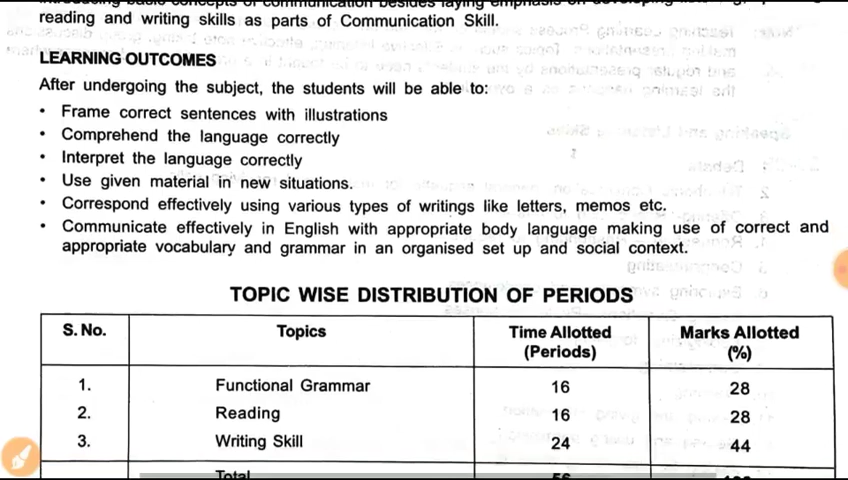 reading and writing skills as parts of Communication Skill.
LEARNING OUTCOMES
After undergoing the subject, the students will be able to:
• Frame correct sentences with illustrations
• Comprehend the language correctly
• Interpret the language correctly
• Use given material in new situations.
• Correspond effectively using various types of writings like letters, memos etc.
• Communicate effectively in English with appropriate body language making use of correct and
appropriate vocabulary and grammar in an organised set up and social context.
TOPIC WISE DISTRIBUTION OF PERIODS
S. No. Topics Time Allotted (Periods) Marks Allotted (%)
1. Functional Grammar 16 28
2. Reading 16 28
3. Writing Skill 24 44
Total 56